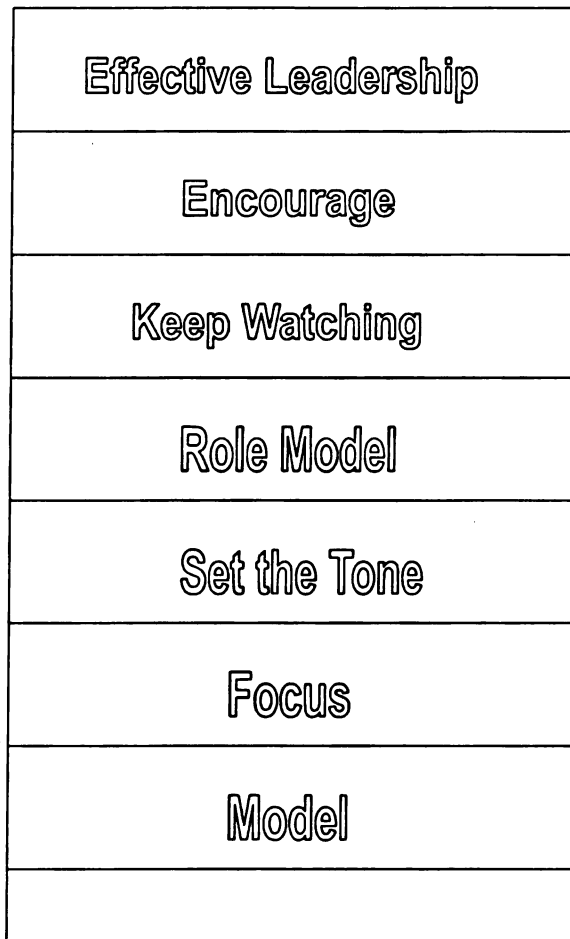 Effective Leadership
Encourage
Keep Watching
Role Model
Set the Tone
Focus
Model